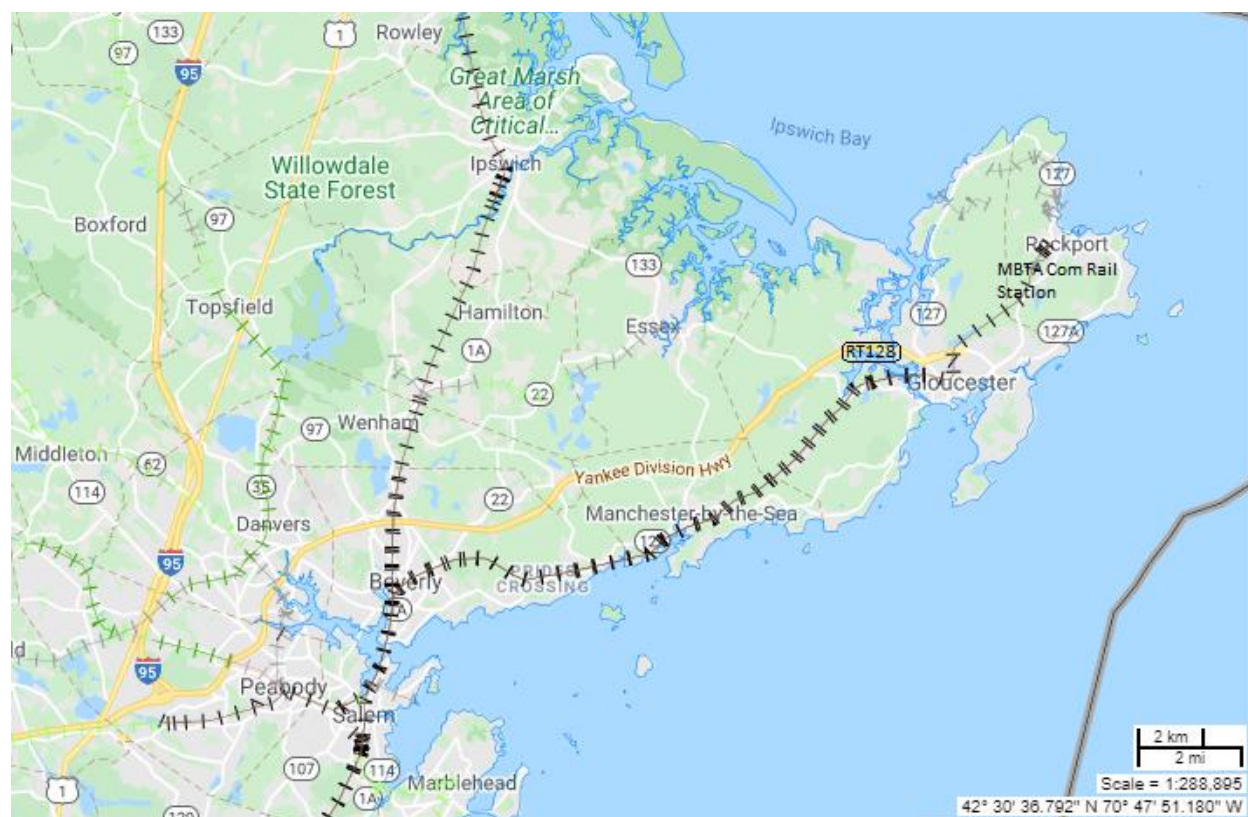 133
1
Rowley
97
95
Great Marsh
Area of
Critical...
Ipswich Bay
Willowdale
State Forest
Ipswich
127
97
Boxford
Rockport
133
MBTA Com Rail
Station
Topsfield
Hamilton
127
Essex
127A
1A
RT128
Gloucester
22
Wenham
97
Middleton
62
Yankee Division Hwy
114
35
22
Danvers
Manchester-by-the-Sea
95
PRIDES
CROSSING
Beverly
95
Peabody
Salem
2 km
2 mi
107
114
Marblehead
Scale = 1:288,895
1
1A
42° 30' 36.792" N 70° 47' 51.180" W